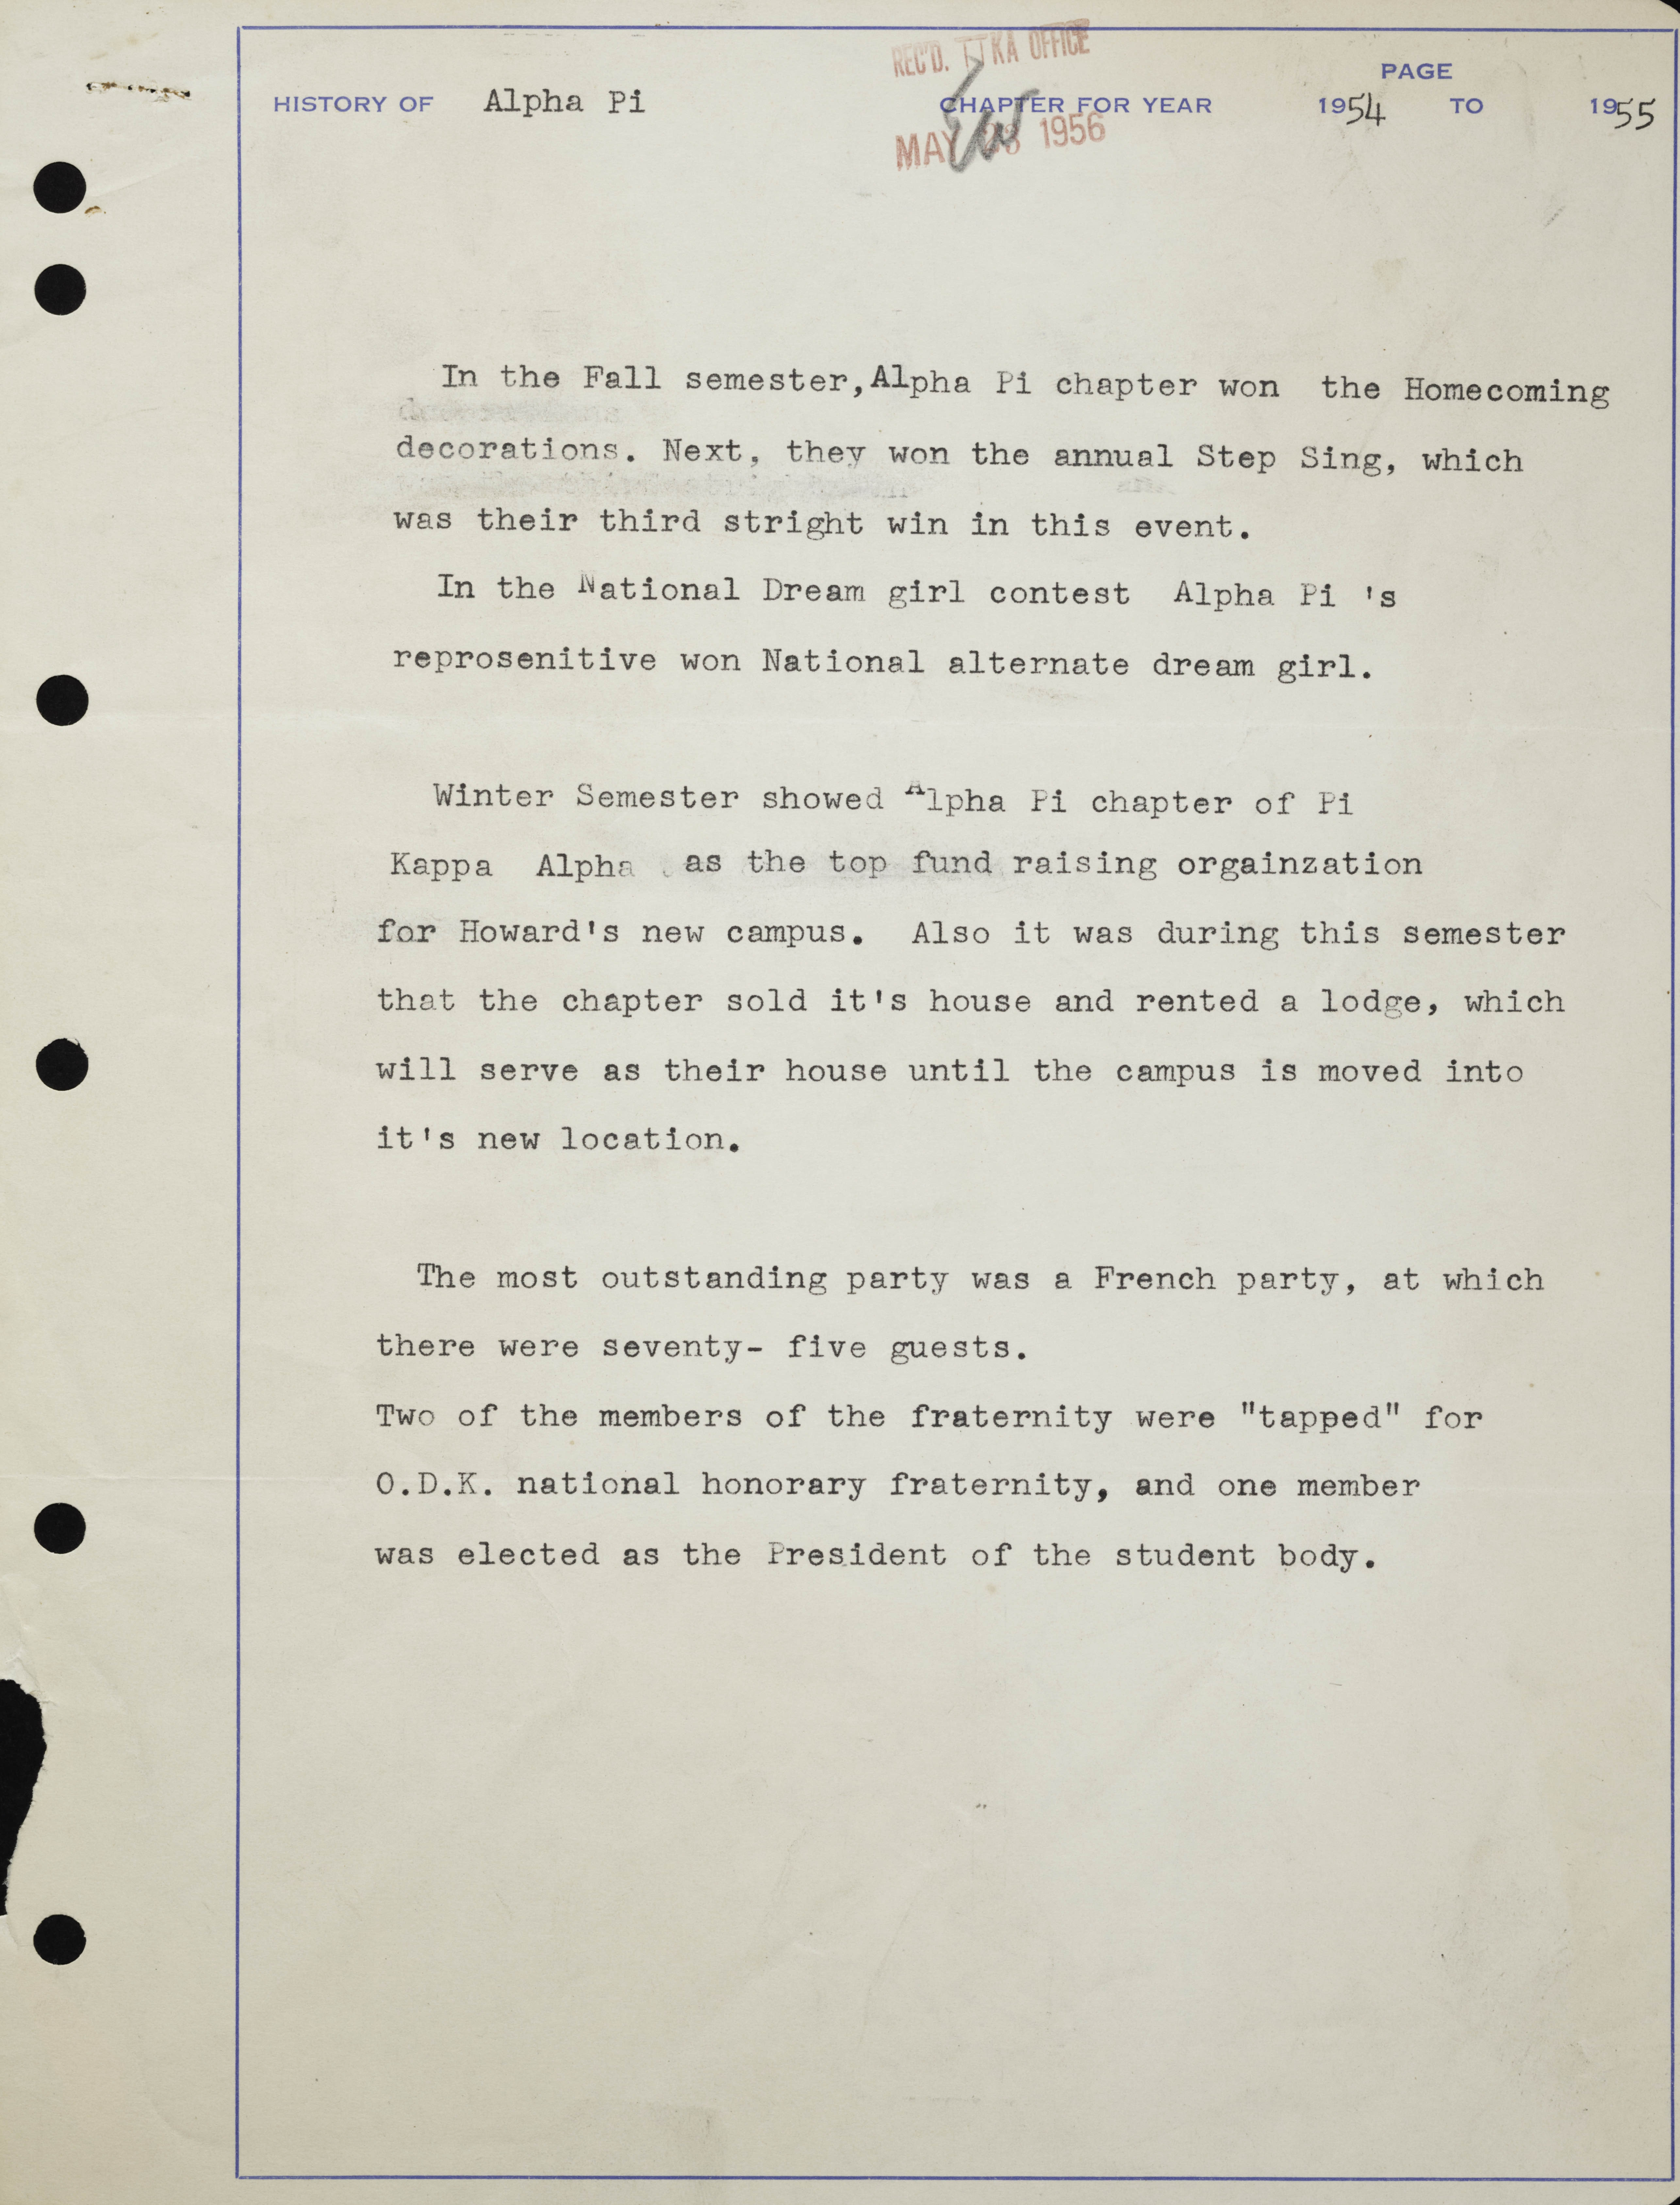 REC'D. ΠKA OFFICE
PAGE
HISTORY OF Alpha Pi CHAPTER FOR YEAR 1954 TO 1955
MAY 28 1956
In the Fall semester,Alpha Pi chapter won the Homecoming
decorations. Next, they won the annual Step Sing, which
was their third stright win in this event.
In the National Dream girl contest Alpha Pi 's
reprosenitive won National alternate dream girl.
Winter Semester showed Alpha Pi chapter of Pi
Kappa Alpha as the top fund raising orgainzation
for Howard's new campus. Also it was during this semester
that the chapter sold it's house and rented a lodge, which
will serve as their house until the campus is moved into
it's new location.
The most outstanding party was a French party, at which
there were seventy- five guests.
Two of the members of the fraternity were "tapped" for
O.D.K. national honorary fraternity, and one member
was elected as the President of the student body.